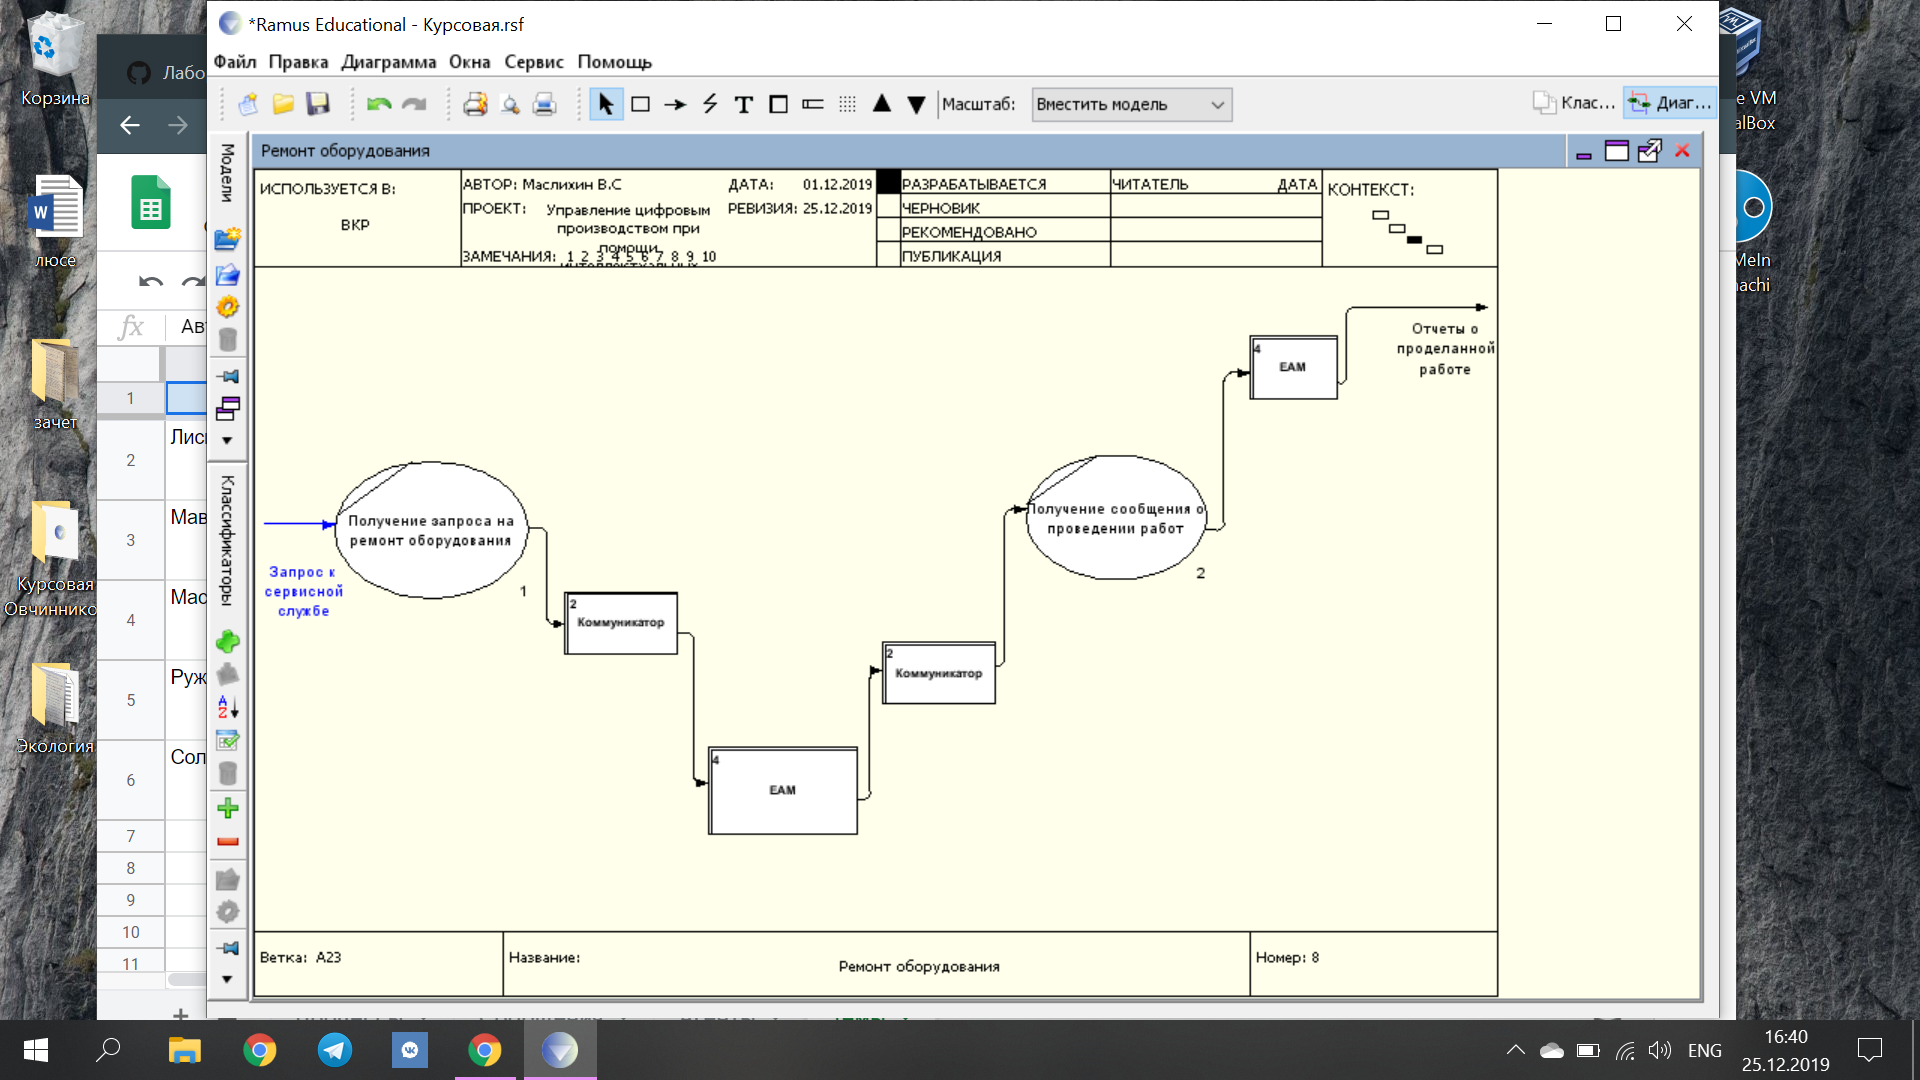 *Ramus Educational - Курсовая.rsf
Файл Правка Диаграмма Окна Сервис Помощь
Масштаб: Вместить модель
Клас... Диаг...
Модели
Классификаторы
Ремонт оборудования
ИСПОЛЬЗУЕТСЯ В:
ВКР
АВТОР: Маслихин В.С
ДАТА: 01.12.2019
ПРОЕКТ: Управление цифровым
производством при
помощи
РЕВИЗИЯ: 25.12.2019
ЗАМЕЧАНИЯ: 1 2 3 4 5 6 7 8 9 10
РАЗРАБАТЫВАЕТСЯ
ЧЕРНОВИК
РЕКОМЕНДОВАНО
ПУБЛИКАЦИЯ
ЧИТАТЕЛЬ ДАТА
КОНТЕКСТ:
Запрос к
сервисной
службе
Получение запроса на
ремонт оборудования
1
2
Коммуникатор
4
EAM
2
Коммуникатор
Получение сообщения о
проведении работ
2
4
EAM
Отчеты о
проделанной
работе
Ветка: A23
Название:
Ремонт оборудования
Номер: 8
Корзина
люсе
зачет
Курсовая
Овчиннико
Экология
Лабо
fx Ав
1
2 Лис
3 Мав
4 Мас
5 Руж
6 Сол
7
8
9
10
11
e VM
alBox
MeIn
achi
ENG
16:40
25.12.2019